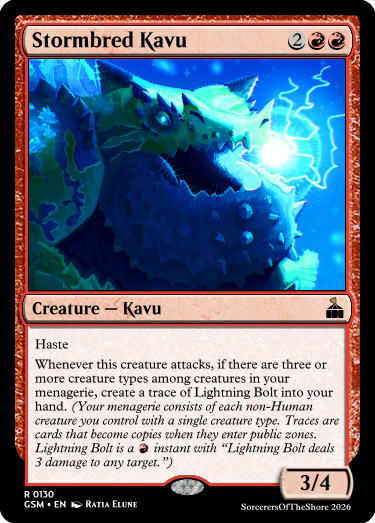 Stormbred Kavu 2
Creature — Kavu
Haste
Whenever this creature attacks, if there are three or
more creature types among creatures in your
menagerie, create a trace of Lightning Bolt into your
hand. (Your menagerie consists of each non-Human
creature you control with a single creature type. Traces are
cards that become copies when they enter public zones.
Lightning Bolt is a instant with “Lightning Bolt deals
3 damage to any target.”)
3/4
R 0130
GSM • EN Ratia Elune
SorcerersOfTheShore 2026